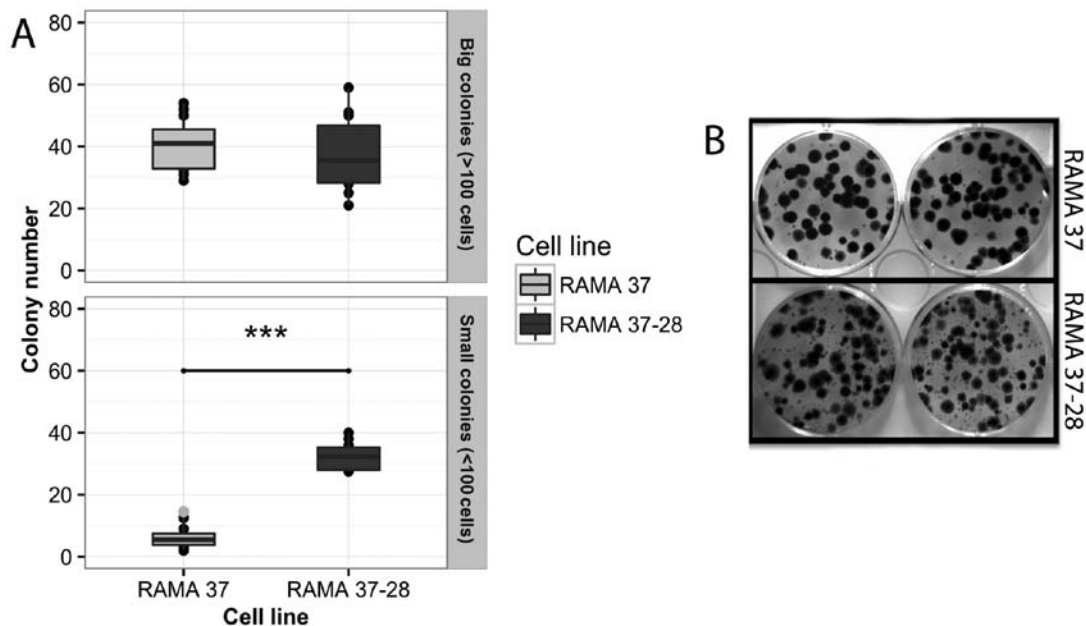 A
80
60
40
20
0
Big colonies (>100 cells)
80
60
40
20
0
Small colonies (<100 cells)
***
Colony number
RAMA 37
RAMA 37-28
Cell line
Cell line
RAMA 37
RAMA 37-28
B
RAMA 37
RAMA 37-28